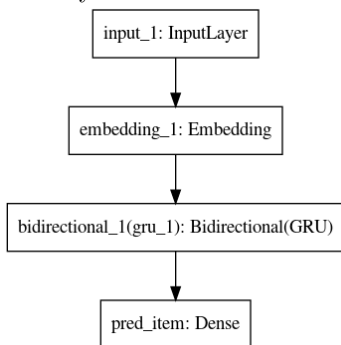 input_1: InputLayer
embedding_1: Embedding
bidirectional_1(gru_1): Bidirectional(GRU)
pred_item: Dense